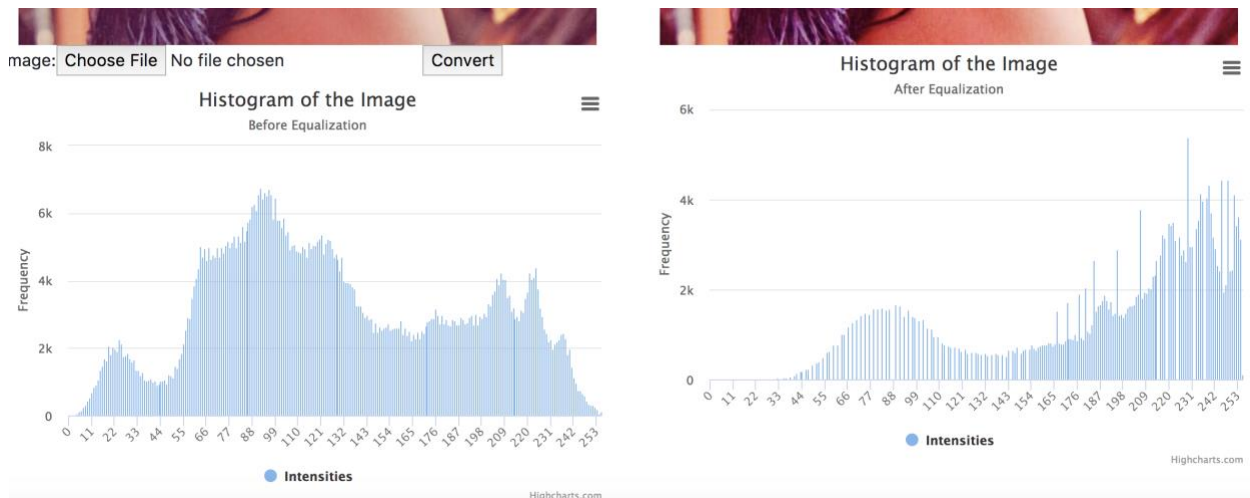 mage: Choose File No file chosen Convert
Histogram of the Image
Before Equalization
8k
6k
4k
2k
0
Frequency
0 11 22 33 44 55 66 77 88 99 110 121 132 143 154 165 176 187 198 209 220 231 242 253
Intensities
Highcharts.com
Histogram of the Image
After Equalization
6k
4k
2k
0
Frequency
0 11 22 33 44 55 66 77 88 99 110 121 132 143 154 165 176 187 198 209 220 231 242 253
Intensities
Highcharts.com